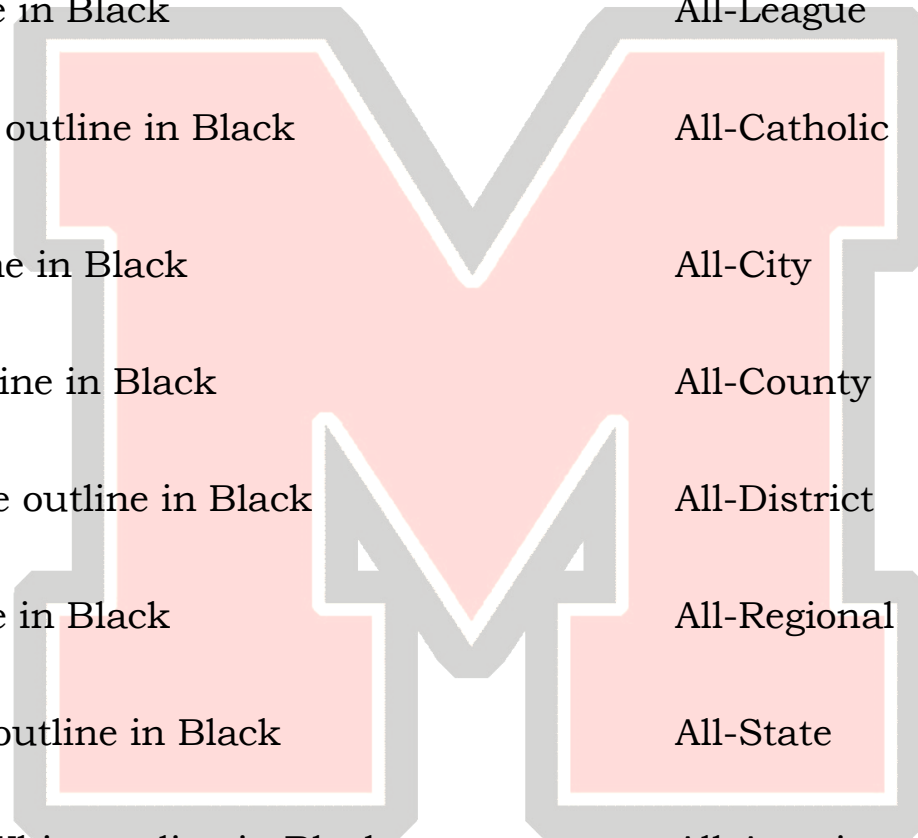 in Black All-League
outline in Black All-Catholic
in Black All-City
in Black All-County
outline in Black All-District
in Black All-Regional
outline in Black All-State
M